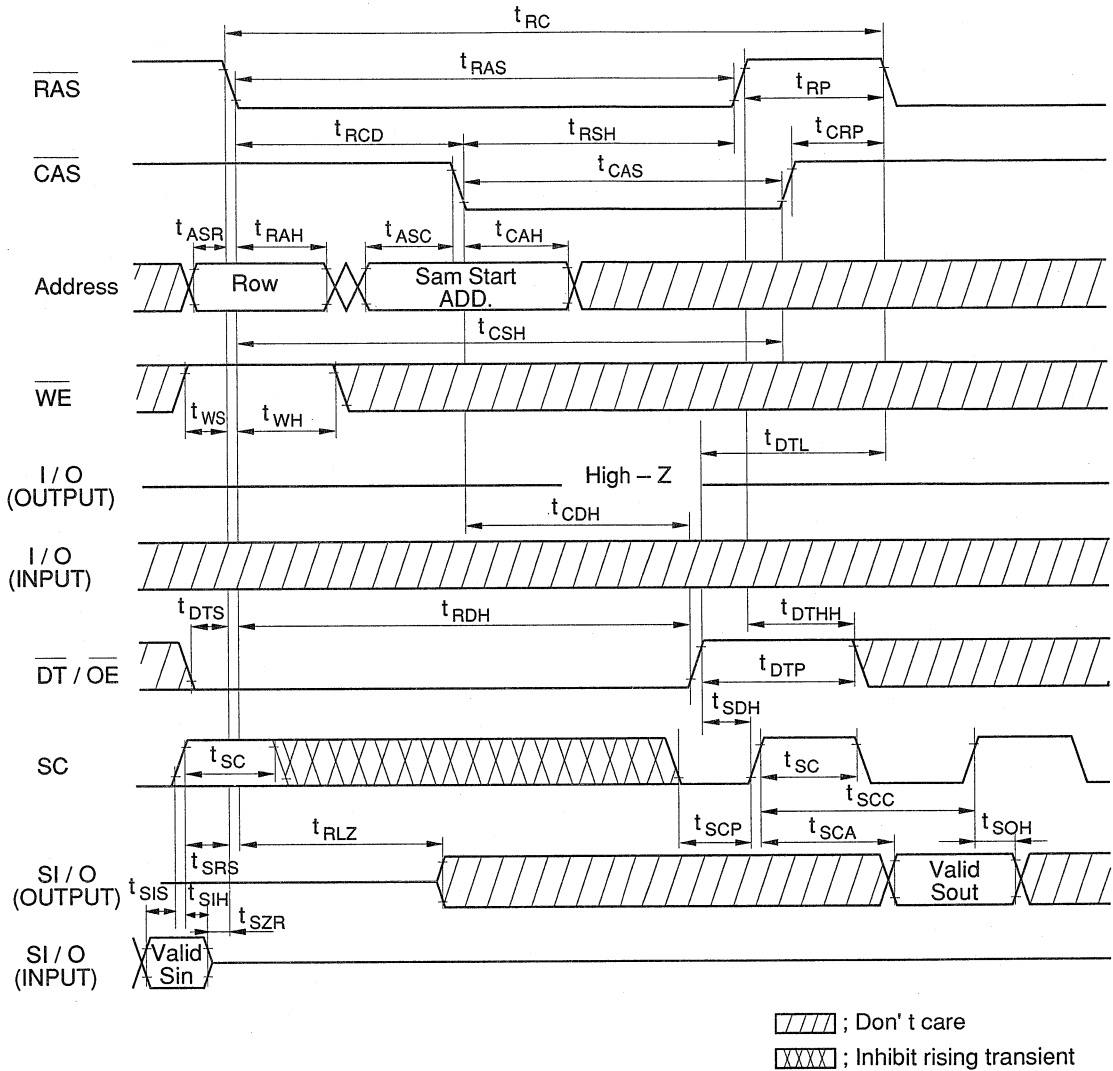 tRC
RAS
tRAS
tRP
tRCD
tRSH
tCRP
CAS
tCAS
tASR
tRAH
tASC
tCAH
Address
Row
Sam Start
ADD.
tCSH
WE
tWS
tWH
tDTL
I / O
(OUTPUT)
High – Z
tCDH
I / O
(INPUT)
tDTS
tRDH
tDTHH
DT / OE
tDTP
tSDH
SC
tSC
tSC
tSCC
tRLZ
tSCP
tSCA
tSOH
tSRS
SI / O
(OUTPUT)
Valid
Sout
tSIS
tSIH
tSZR
SI / O
(INPUT)
Valid
Sin
; Don' t care
; Inhibit rising transient